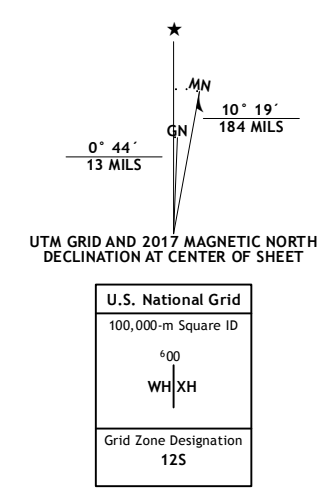 ★
MN
GN
10° 19´
184 MILS
0° 44´
13 MILS
UTM GRID AND 2017 MAGNETIC NORTH
DECLINATION AT CENTER OF SHEET
U.S. National Grid
100,000-m Square ID
⁶00
WH XH
Grid Zone Designation
12S